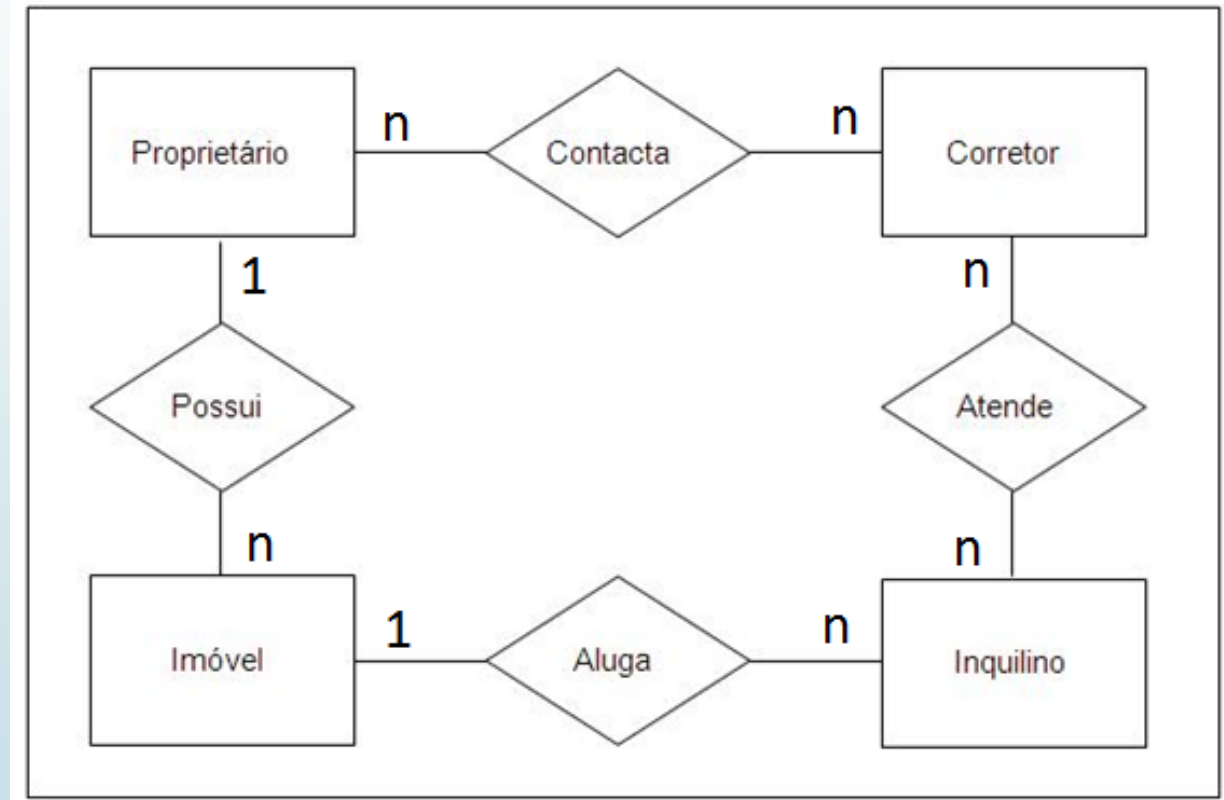 Proprietário
n
Contacta
n
Corretor
1
n
Possui
Atende
n
n
Imóvel
1
Aluga
n
Inquilino